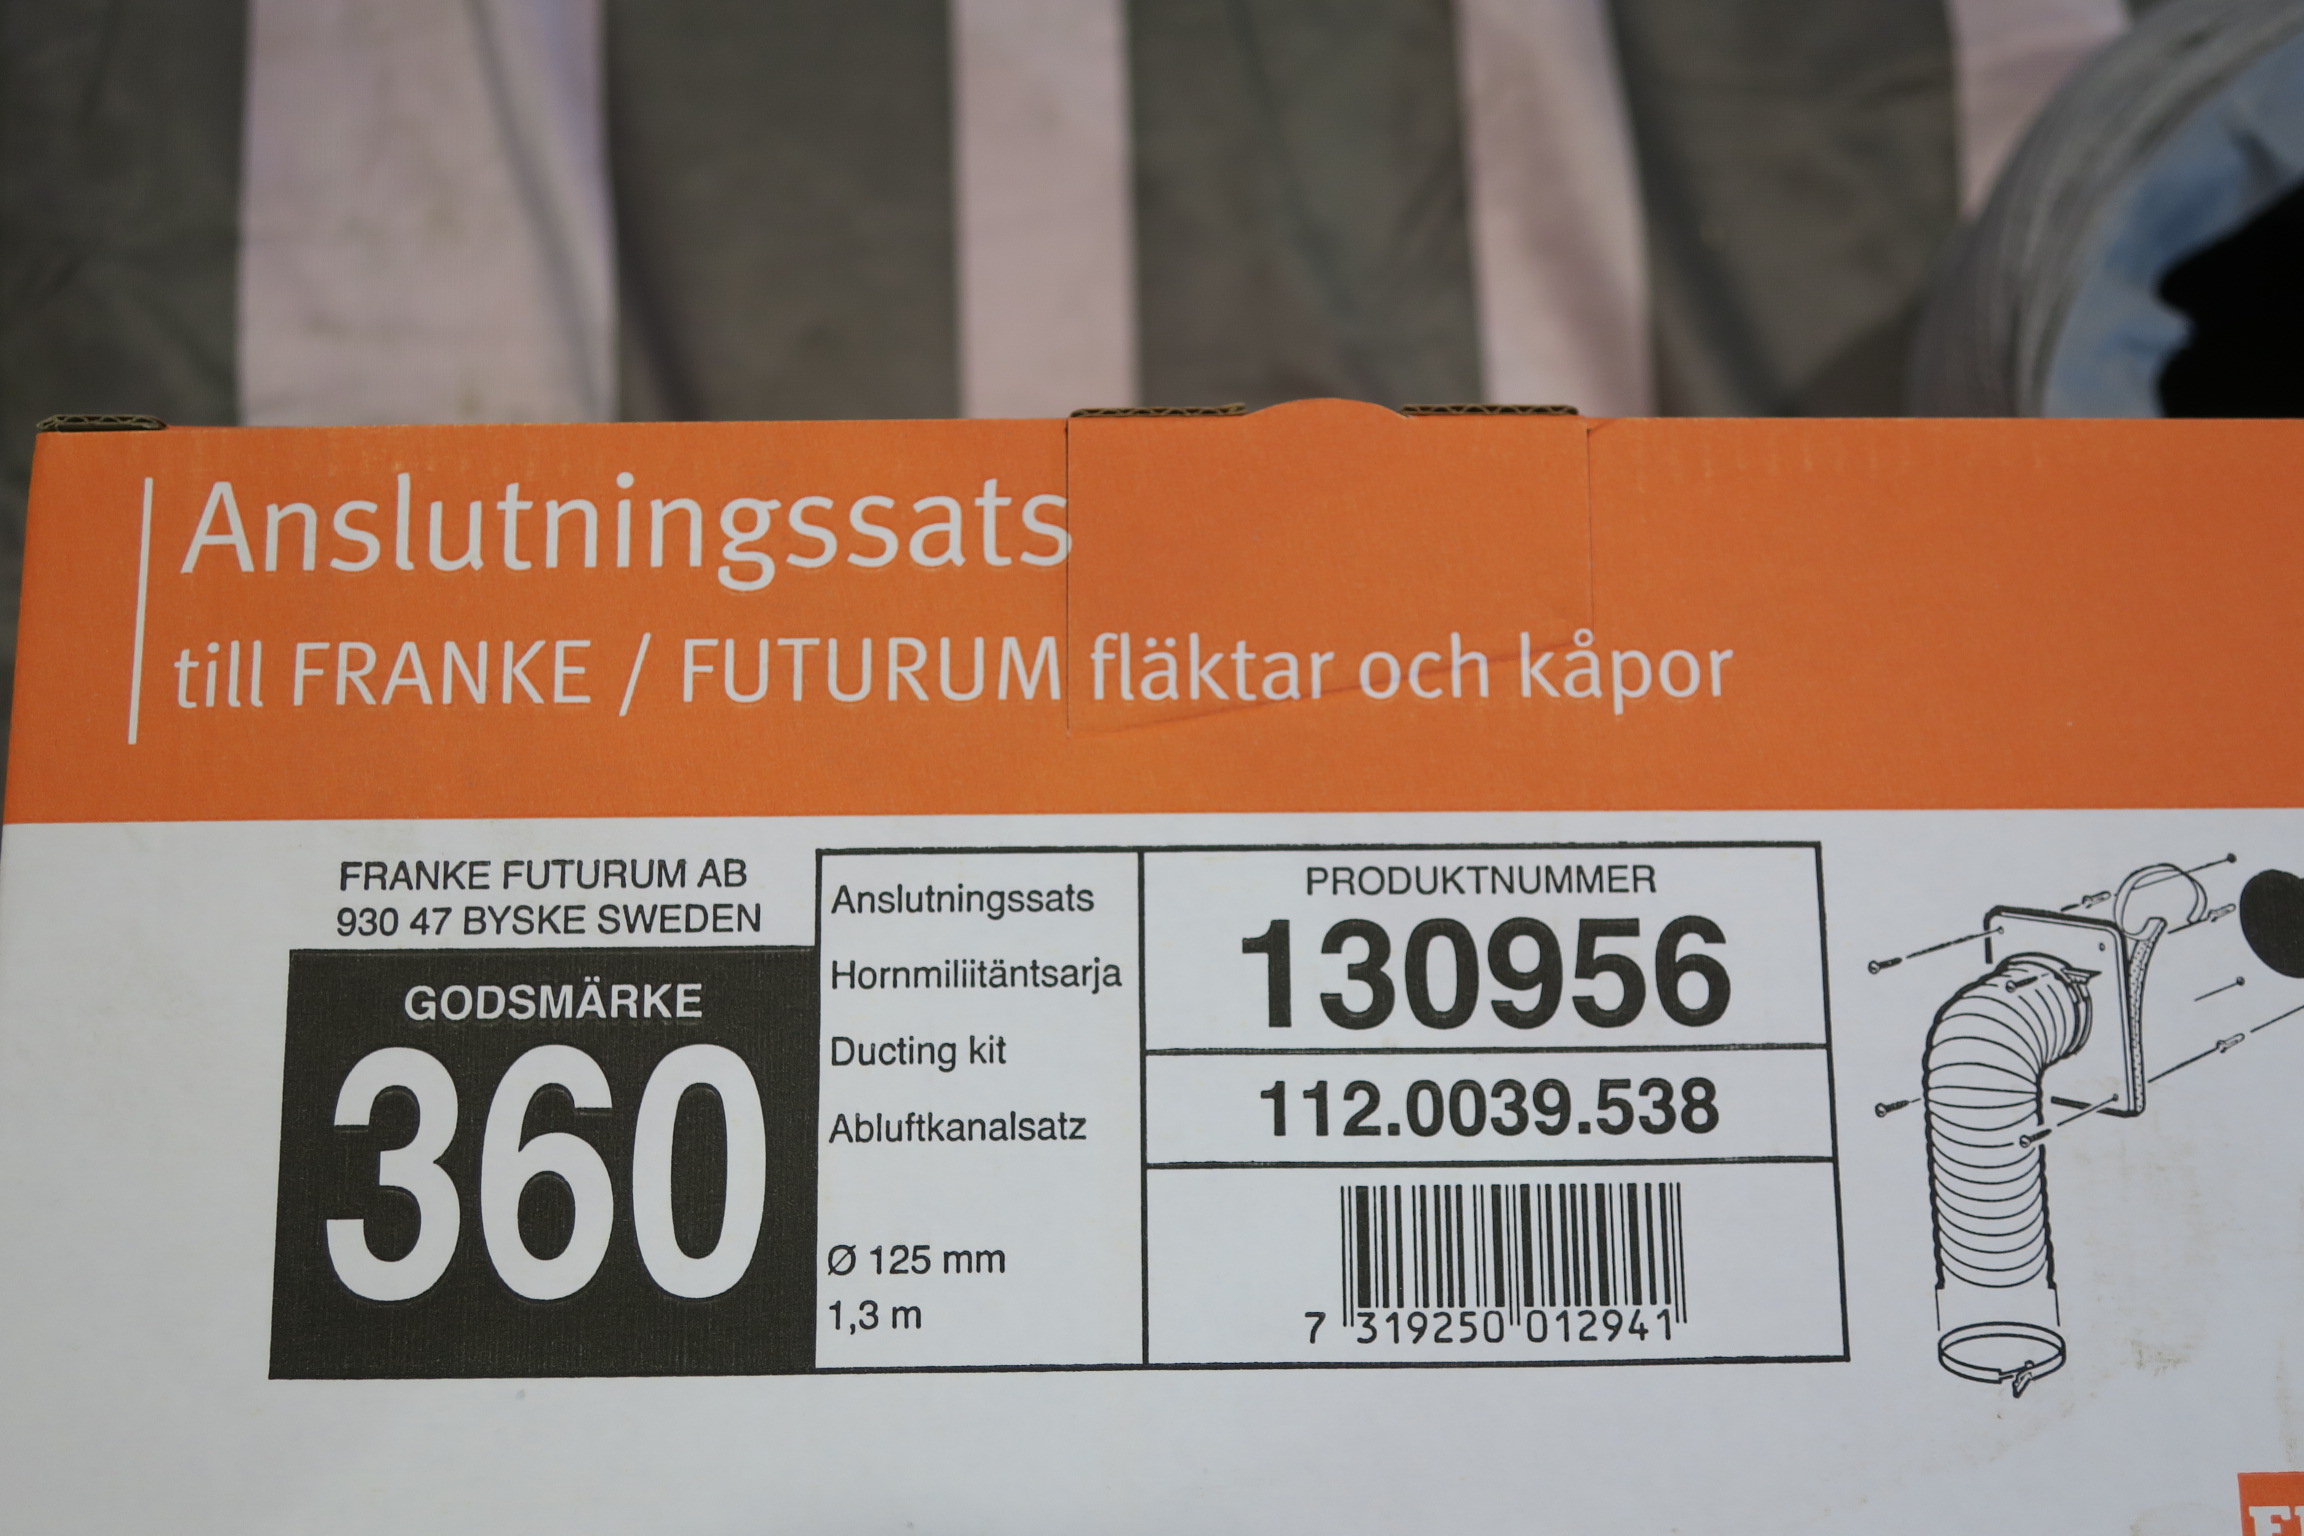 Anslutningssats
till FRANKE / FUTURUM fläktar och kåpor
FRANKE FUTURUM AB
930 47 BYSKE SWEDEN
GODSMÄRKE
360
Anslutningssats
Hornmiliitäntsarja
Ducting kit
Abluftkanalsatz
Ø 125 mm
1,3 m
PRODUKTNUMMER
130956
112.0039.538
7 319250 012941